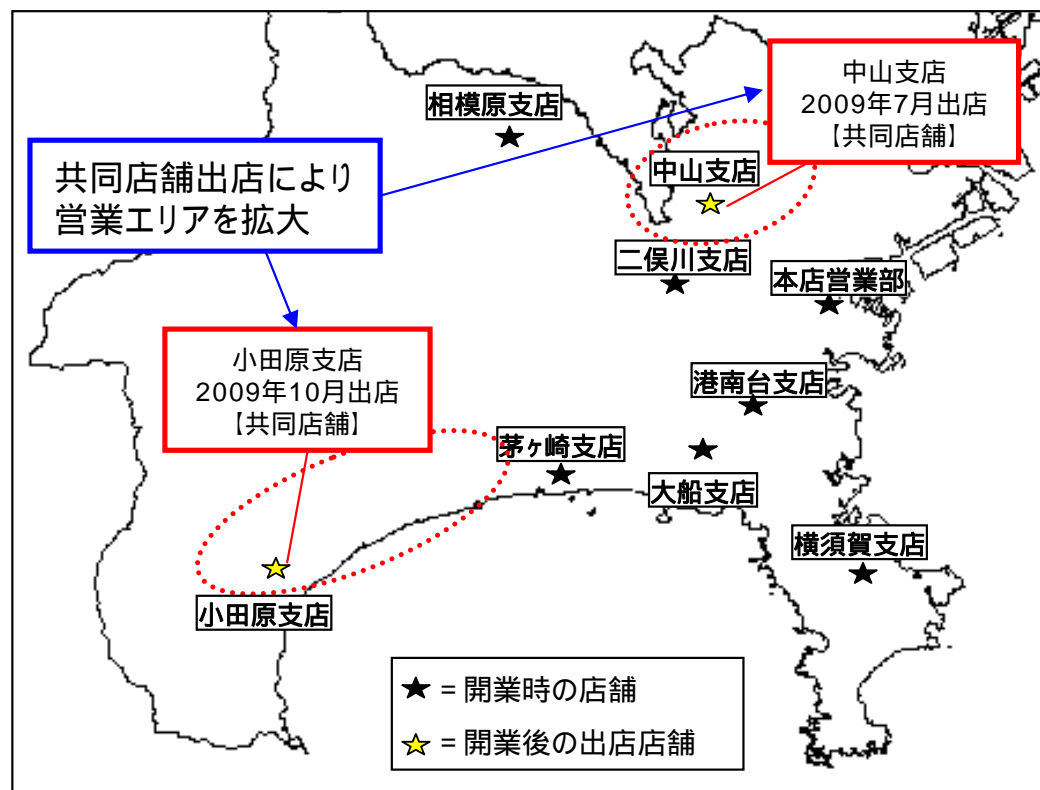 中山支店
2009年7月出店
【共同店舗】
相模原支店
共同店舗出店により
営業エリアを拡大
中山支店
二俣川支店
本店営業部
小田原支店
2009年10月出店
【共同店舗】
港南台支店
茅ヶ崎支店
大船支店
横須賀支店
小田原支店
★ = 開業時の店舗
☆ = 開業後の出店店舗